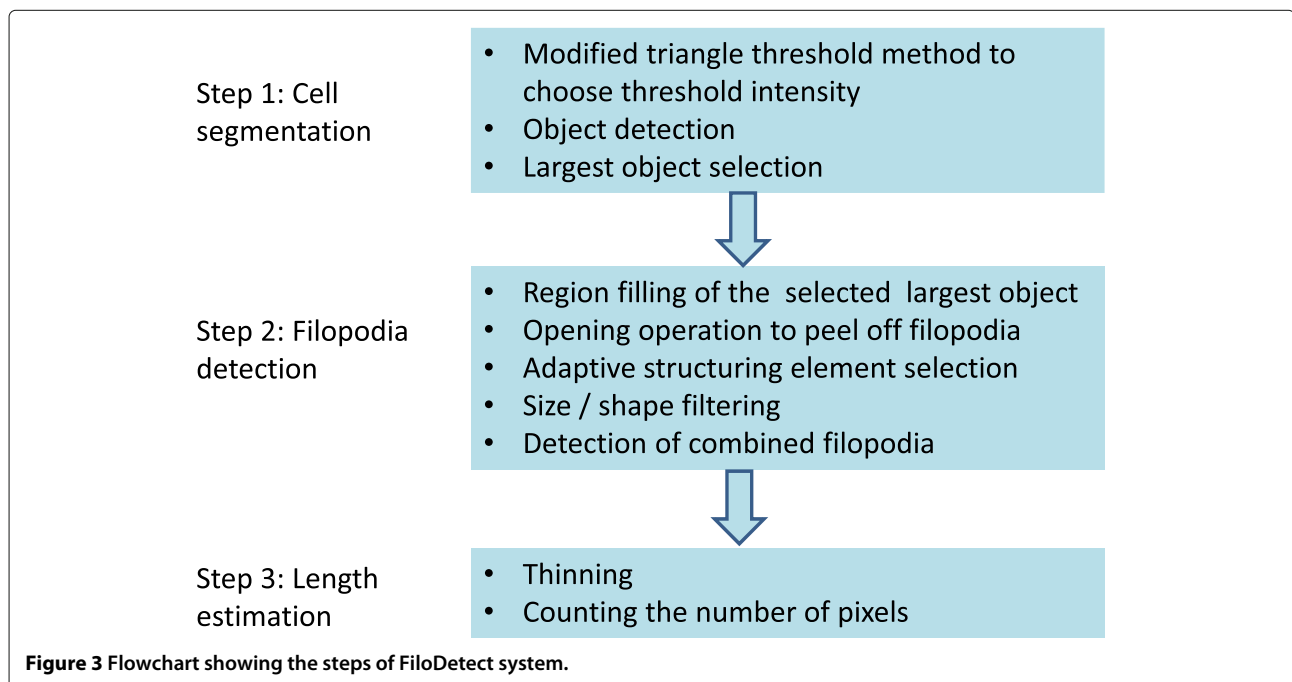 Step 1: Cell
segmentation
• Modified triangle threshold method to
choose threshold intensity
• Object detection
• Largest object selection
Step 2: Filopodia
detection
• Region filling of the selected largest object
• Opening operation to peel off filopodia
• Adaptive structuring element selection
• Size / shape filtering
• Detection of combined filopodia
Step 3: Length
estimation
• Thinning
• Counting the number of pixels
Figure 3 Flowchart showing the steps of FiloDetect system.